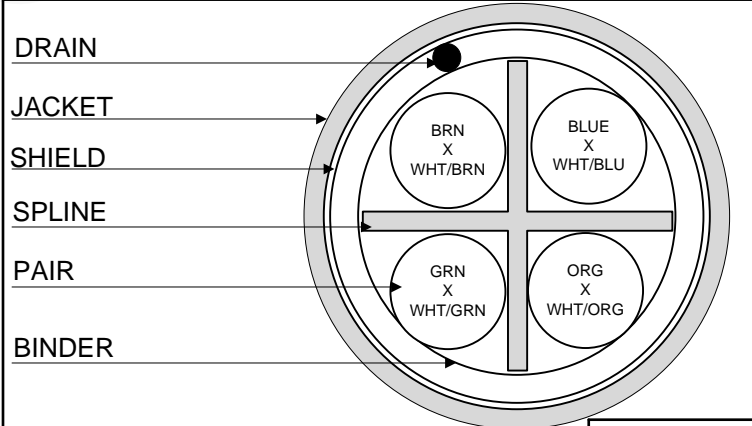 DRAIN
JACKET
SHIELD
SPLINE
PAIR
BINDER
BRN
X
WHT/BRN
BLUE
X
WHT/BLU
GRN
X
WHT/GRN
ORG
X
WHT/ORG